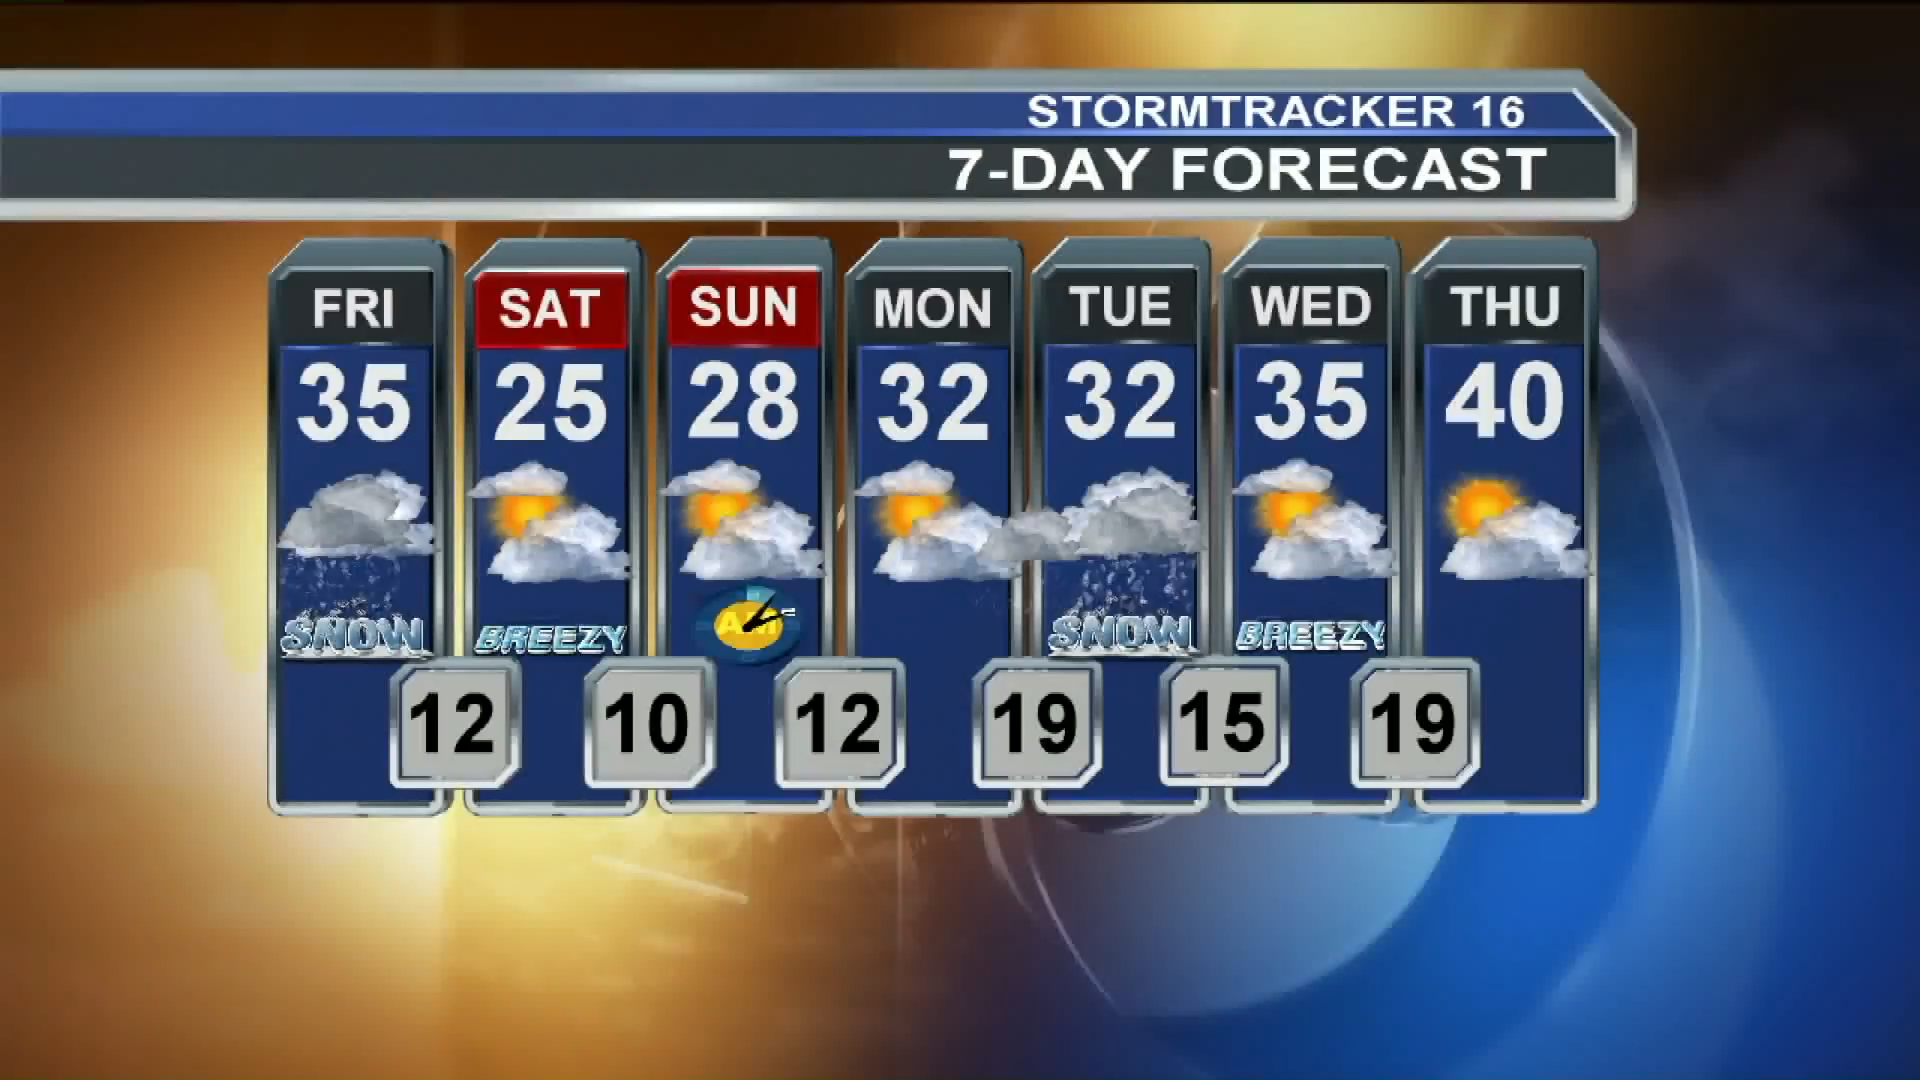 STORMTRACKER 16
7-DAY FORECAST
FRI SAT SUN MON TUE WED THU
35 25 28 32 32 35 40
AM
SNOW BREEZY SNOW BREEZY
12 10 12 19 15 19